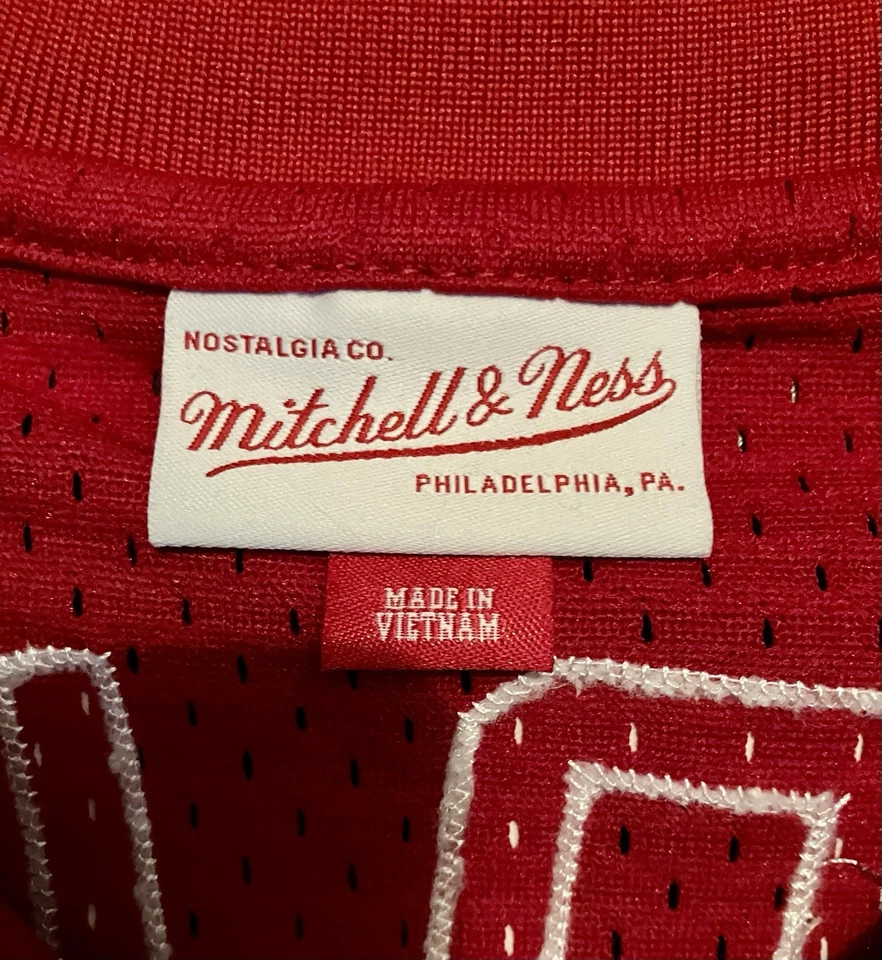 NOSTALGIA CO.
Mitchell & Ness
PHILADELPHIA, PA.
MADE IN
VIETNAM